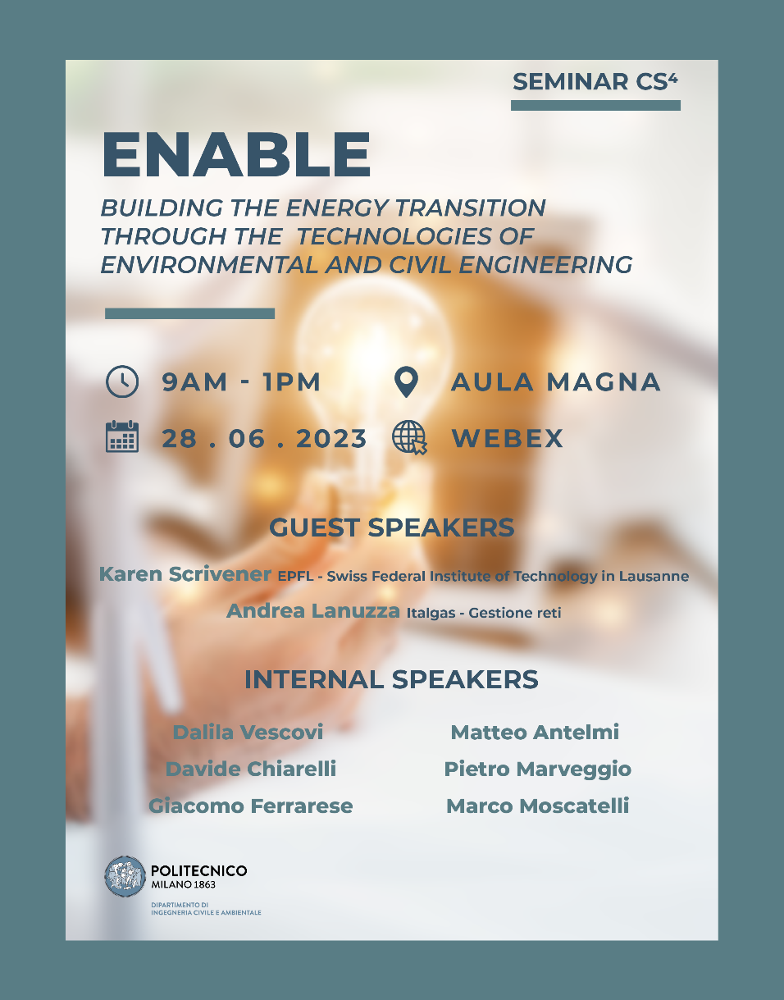 SEMINAR CS⁴
ENABLE
BUILDING THE ENERGY TRANSITION
THROUGH THE TECHNOLOGIES OF
ENVIRONMENTAL AND CIVIL ENGINEERING
9AM - 1PM
AULA MAGNA
28 . 06 . 2023
WEBEX
GUEST SPEAKERS
Karen Scrivener EPFL - Swiss Federal Institute of Technology in Lausanne
Andrea Lanuzza Italgas - Gestione reti
INTERNAL SPEAKERS
Dalila Vescovi
Matteo Antelmi
Davide Chiarelli
Pietro Marveggio
Giacomo Ferrarese
Marco Moscatelli
POLITECNICO
MILANO 1863
DIPARTIMENTO DI
INGEGNERIA CIVILE E AMBIENTALE